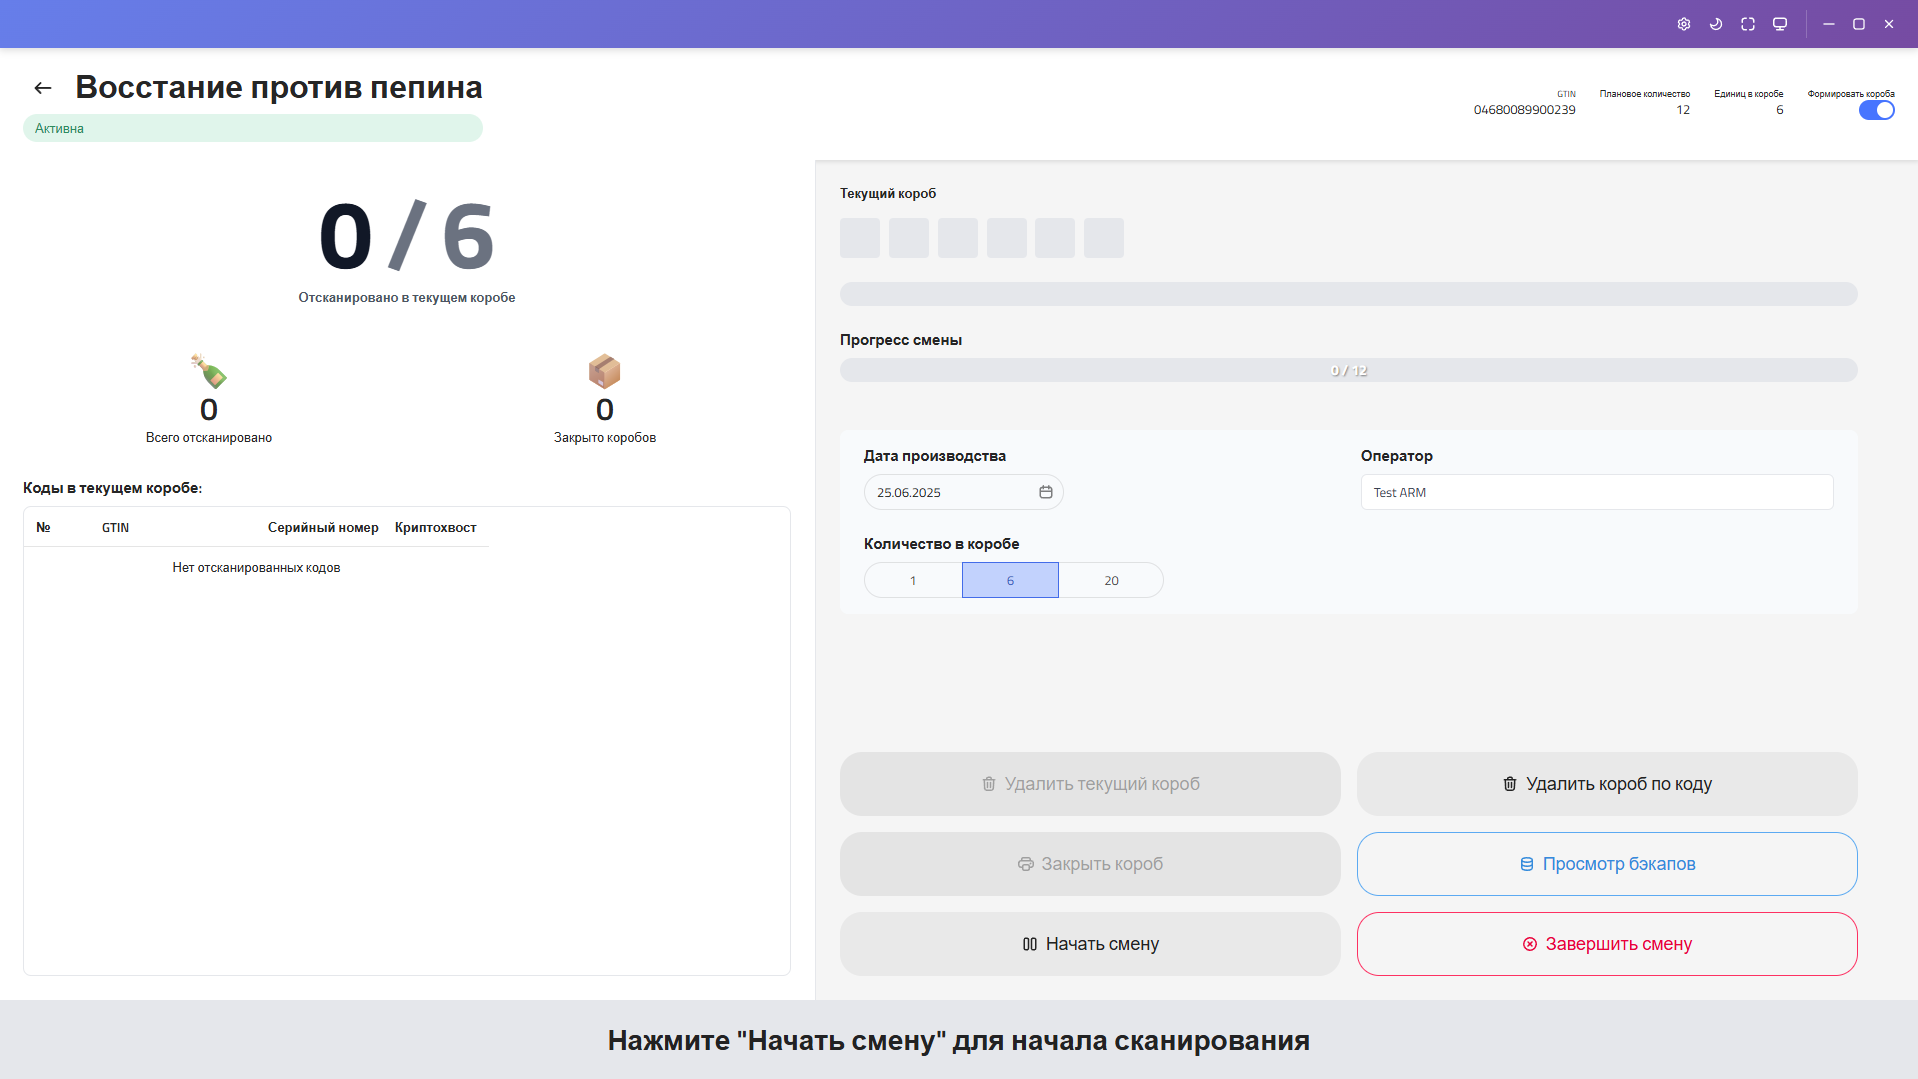 Восстание против пепина
Активна
GTIN
04680089900239
Плановое количество
12
Единиц в коробе
6
Формировать короба
0/6
Отсканировано в текущем коробе
0
Всего отсканировано
0
Закрыто коробов
Коды в текущем коробе:
№ GTIN Серийный номер Криптохвост
Нет отсканированных кодов
Текущий короб
Прогресс смены
0 / 12
Дата производства
25.06.2025
Оператор
Test ARM
Количество в коробе
1 6 20
Удалить текущий короб
Удалить короб по коду
Закрыть короб
Просмотр бэкапов
Начать смену
Завершить смену
Нажмите "Начать смену" для начала сканирования